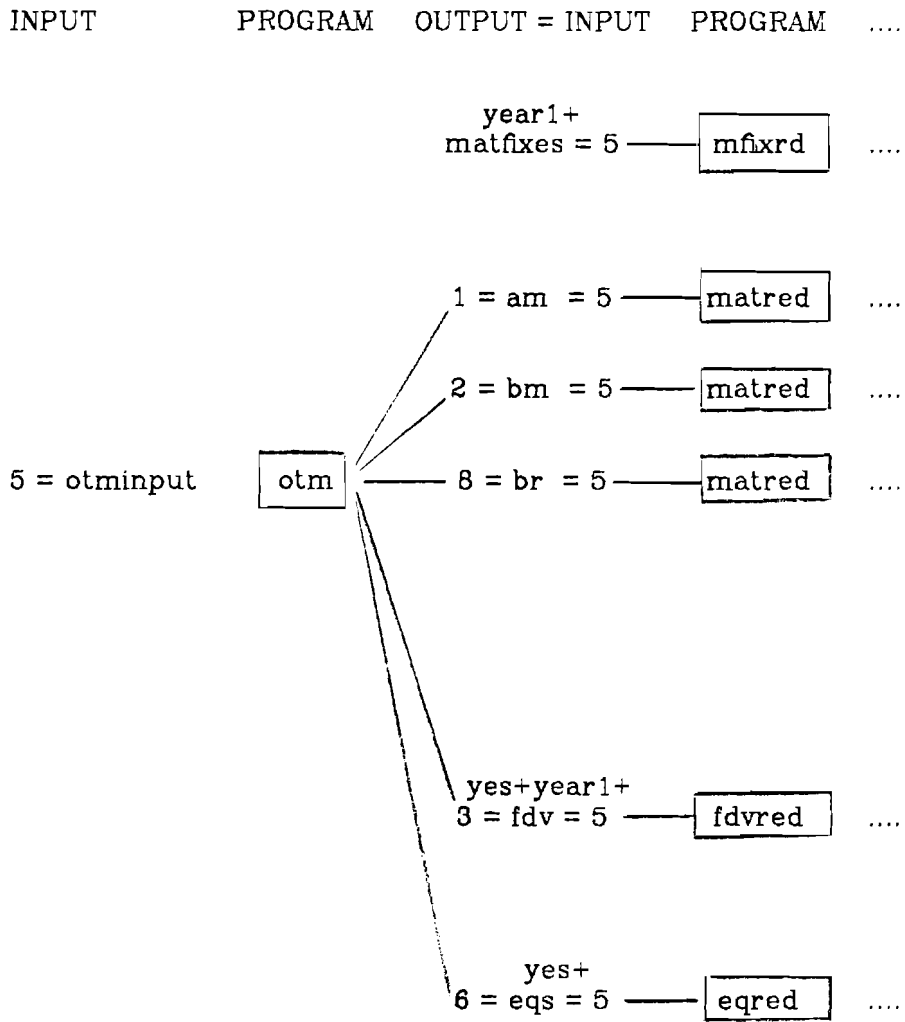 INPUT PROGRAM OUTPUT = INPUT PROGRAM ....
year1+
matfixes = 5 mfixrd ....
1 = am = 5 matred ....
2 = bm = 5 matred ....
5 = otminput otm 8 = br = 5 matred ....
yes+year1+
3 = fdv = 5 fdvred ....
yes+
6 = eqs = 5 eqred ....